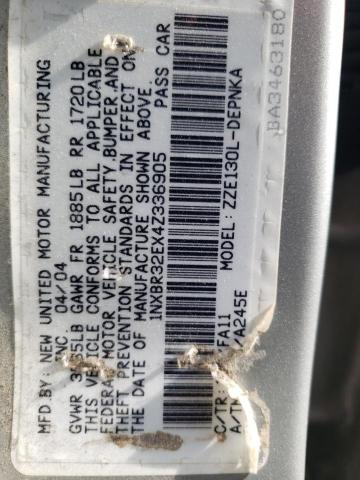 MFD BY: NEW UNITED MOTOR MANUFACTURING
INC 04/04
GVWR GAWR FR 1885LB RR 1720LB
THIS VEHICLE CONFORMS TO ALL APPLICABLE
FEDERAL MOTOR VEHICLE SAFETY, BUMPER, AND
THEFT PREVENTION STANDARDS IN EFFECT ON
THE DATE OF MANUFACTURE SHOWN ABOVE.
1NXBR32EX4Z336905 PASS CAR
MODEL: ZZE130L-DEPNKA
C/TR: FA11
A/TM /A245E
BA3463180